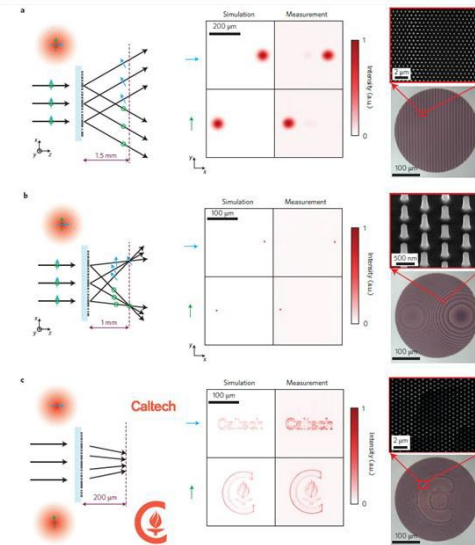 a
Simulation Measurement
200 µm
1
Intensity (a.u.)
0
2 µm
100 µm
x
y z
1.5 mm
y
x
b
Simulation Measurement
100 µm
1
Intensity (a.u.)
0
500 nm
100 µm
x
y z
1 mm
y
x
c
Caltech
Simulation Measurement
100 µm
Caltech Caltech
1
Intensity (a.u.)
0
2 µm
100 µm
200 µm
C
C C